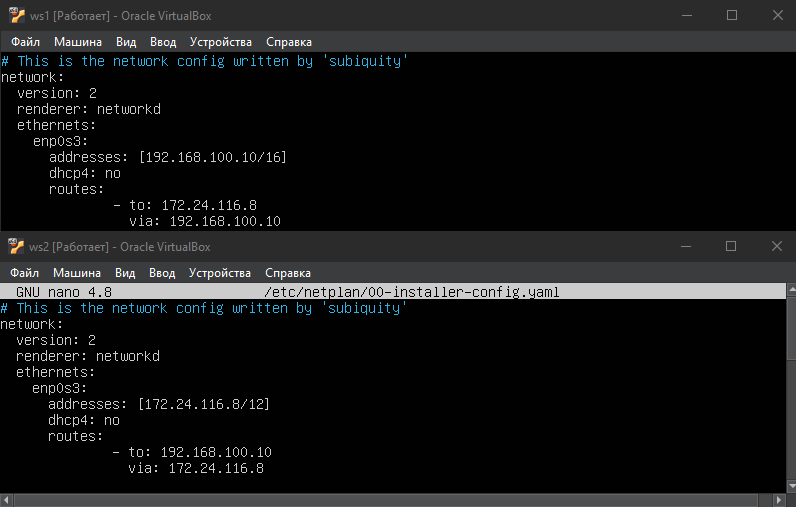 ws1 [Работает] - Oracle VirtualBox
Файл Машина Вид Ввод Устройства Справка
# This is the network config written by 'subiquity'
network:
  version: 2
  renderer: networkd
  ethernets:
    enp0s3:
      addresses: [192.168.100.10/16]
      dhcp4: no
      routes:
              - to: 172.24.116.8
                via: 192.168.100.10
ws2 [Работает] - Oracle VirtualBox
Файл Машина Вид Ввод Устройства Справка
GNU nano 4.8 /etc/netplan/00-installer-config.yaml
# This is the network config written by 'subiquity'
network:
  version: 2
  renderer: networkd
  ethernets:
    enp0s3:
      addresses: [172.24.116.8/12]
      dhcp4: no
      routes:
              - to: 192.168.100.10
                via: 172.24.116.8